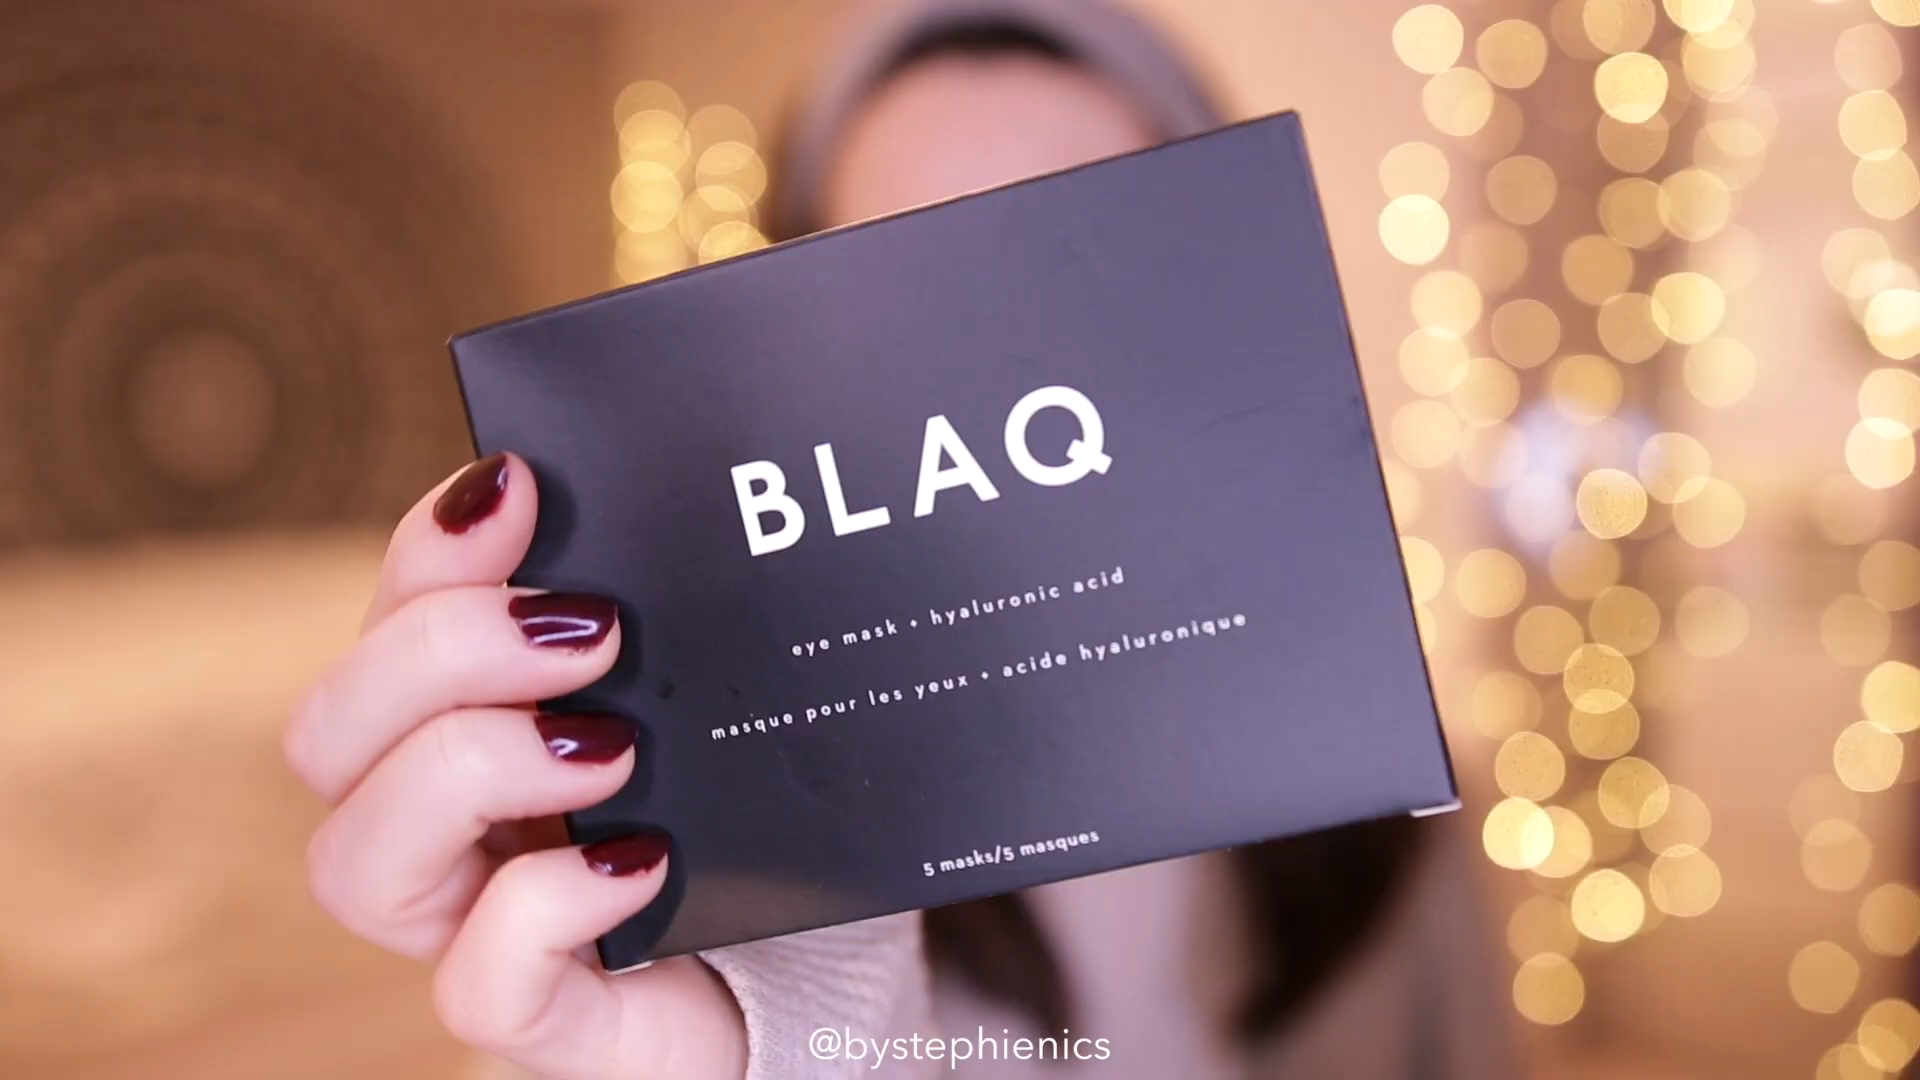 BLAQ
eye mask + hyaluronic acid
masque pour les yeux + acide hyaluronique
5 masks/5 masques
@bystephienics